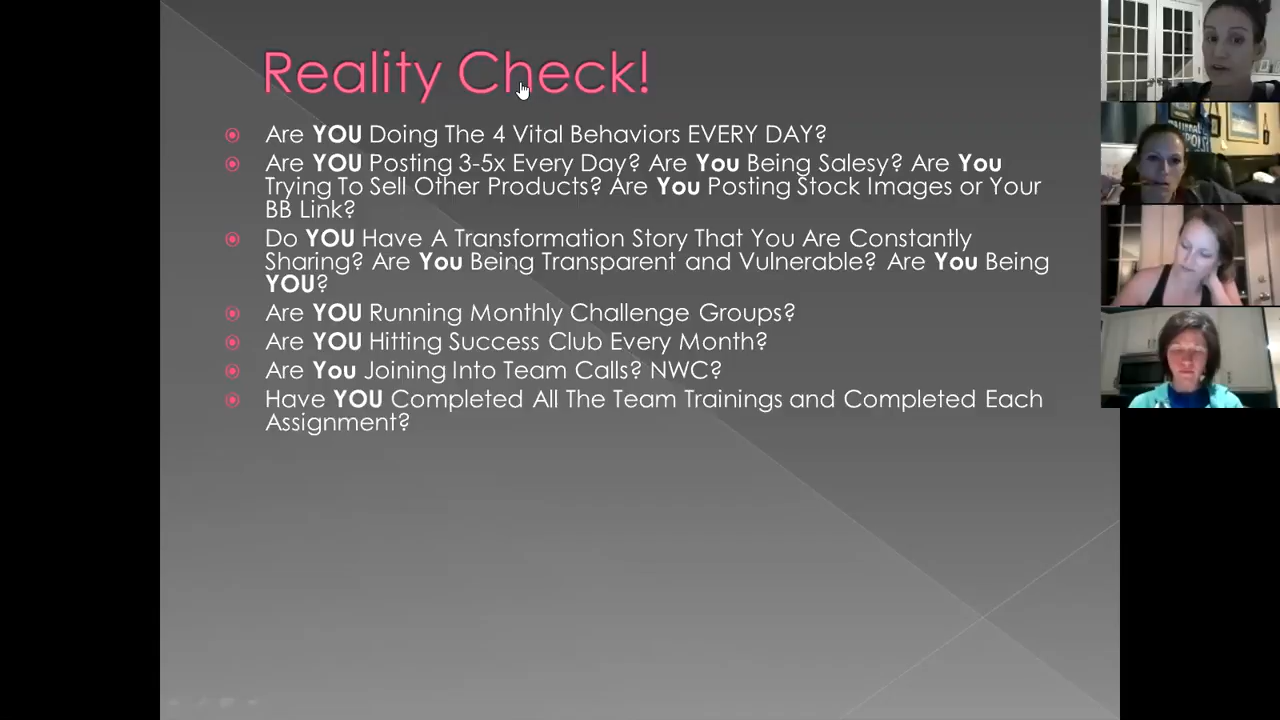 Reality Check!
Are YOU Doing The 4 Vital Behaviors EVERY DAY?
Are YOU Posting 3-5x Every Day? Are You Being Salesy? Are You
Trying To Sell Other Products? Are You Posting Stock Images or Your
BB Link?
Do YOU Have A Transformation Story That You Are Constantly
Sharing? Are You Being Transparent and Vulnerable? Are You Being
YOU?
Are YOU Running Monthly Challenge Groups?
Are YOU Hitting Success Club Every Month?
Are You Joining Into Team Calls? NWC?
Have YOU Completed All The Team Trainings and Completed Each
Assignment?